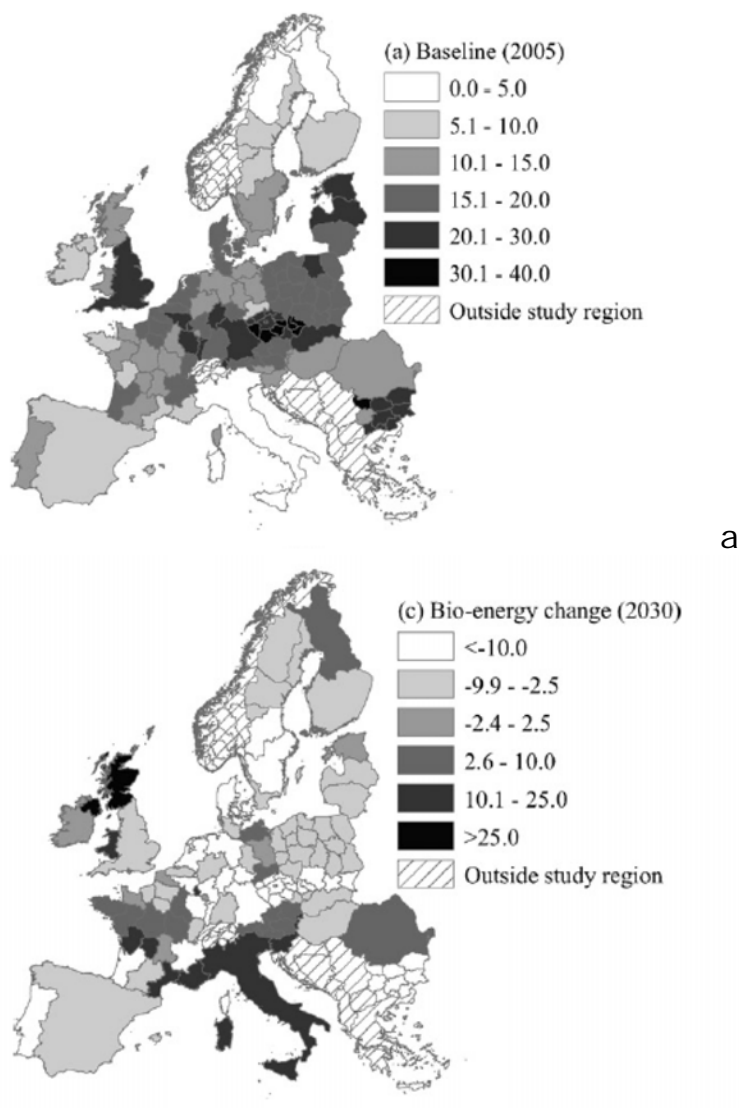 (a) Baseline (2005)
0.0 - 5.0
5.1 - 10.0
10.1 - 15.0
15.1 - 20.0
20.1 - 30.0
30.1 - 40.0
Outside study region
a
(c) Bio-energy change (2030)
<-10.0
-9.9 - -2.5
-2.4 - 2.5
2.6 - 10.0
10.1 - 25.0
>25.0
Outside study region